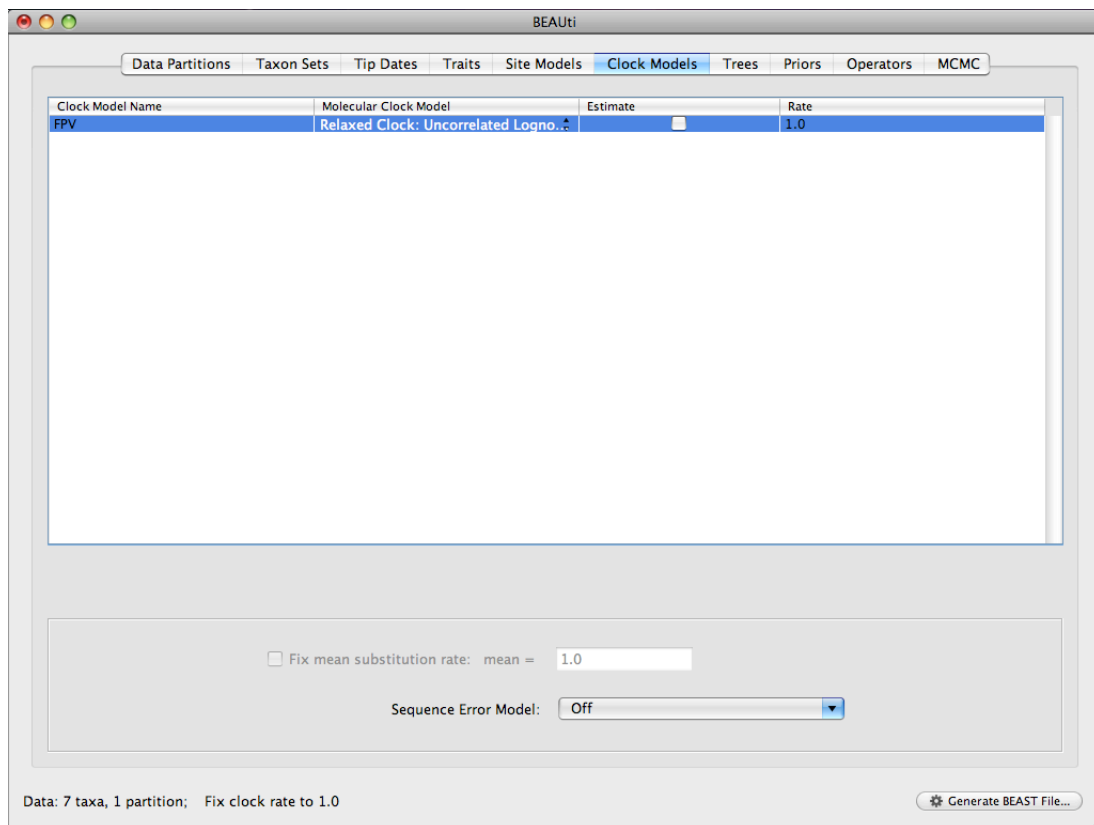 BEAUti
Data Partitions Taxon Sets Tip Dates Traits Site Models Clock Models Trees Priors Operators MCMC
Clock Model Name Molecular Clock Model Estimate Rate
FPV Relaxed Clock: Uncorrelated Logno... 1.0
Fix mean substitution rate: mean = 1.0
Sequence Error Model: Off
Data: 7 taxa, 1 partition; Fix clock rate to 1.0
Generate BEAST File...